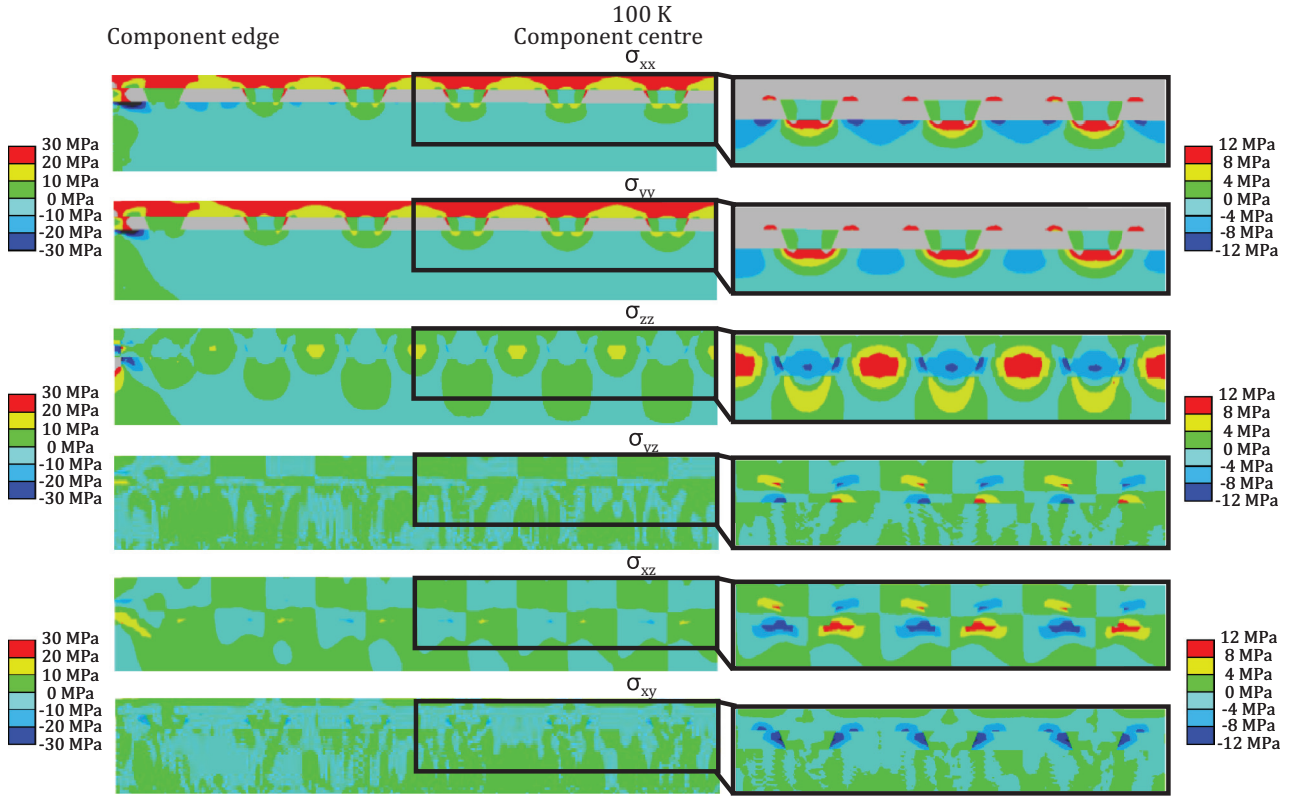 100 K
Component edge
Component centre
σxx
30 MPa
20 MPa
10 MPa
0 MPa
-10 MPa
-20 MPa
-30 MPa
12 MPa
8 MPa
4 MPa
0 MPa
-4 MPa
-8 MPa
-12 MPa
σyy
σzz
30 MPa
20 MPa
10 MPa
0 MPa
-10 MPa
-20 MPa
-30 MPa
12 MPa
8 MPa
4 MPa
0 MPa
-4 MPa
-8 MPa
-12 MPa
σyz
σxz
30 MPa
20 MPa
10 MPa
0 MPa
-10 MPa
-20 MPa
-30 MPa
12 MPa
8 MPa
4 MPa
0 MPa
-4 MPa
-8 MPa
-12 MPa
σxy